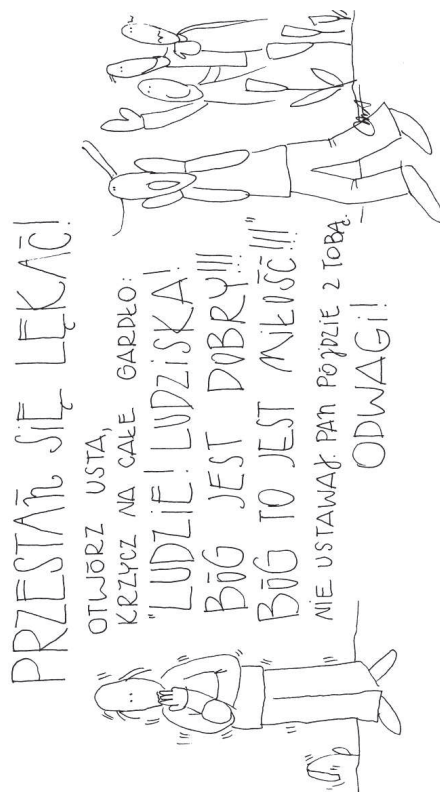 PRZESTAŃ SIĘ LĘKAĆ!
OTWÓRZ USTA,
KRZYCZ NA CAŁE GARDŁO:
"LUDZIE! LUDZISKA!
BÓG JEST DOBRY!!!!
BÓG TO JEST MIŁOŚĆ!!!!"
NIE USTAWAJ. PAN PÓJDZIE Z TOBĄ.
ODWAGI!